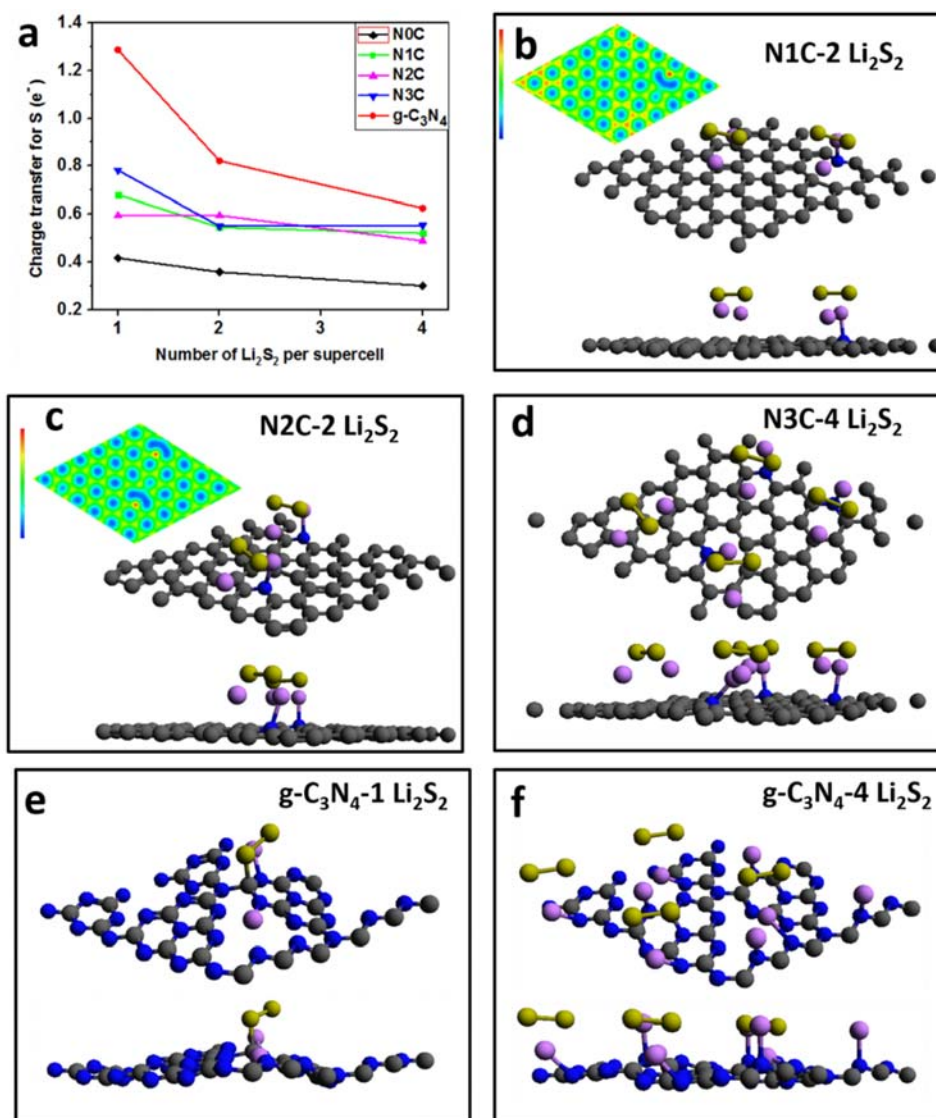 a
1.4
1.2
1.0
0.8
0.6
0.4
0.2
Charge transfer for S (e⁻)
1 2 3 4
Number of Li₂S₂ per supercell
N0C
N1C
N2C
N3C
g-C₃N₄
b
N1C-2 Li₂S₂
c
N2C-2 Li₂S₂
d
N3C-4 Li₂S₂
e
g-C₃N₄-1 Li₂S₂
f
g-C₃N₄-4 Li₂S₂